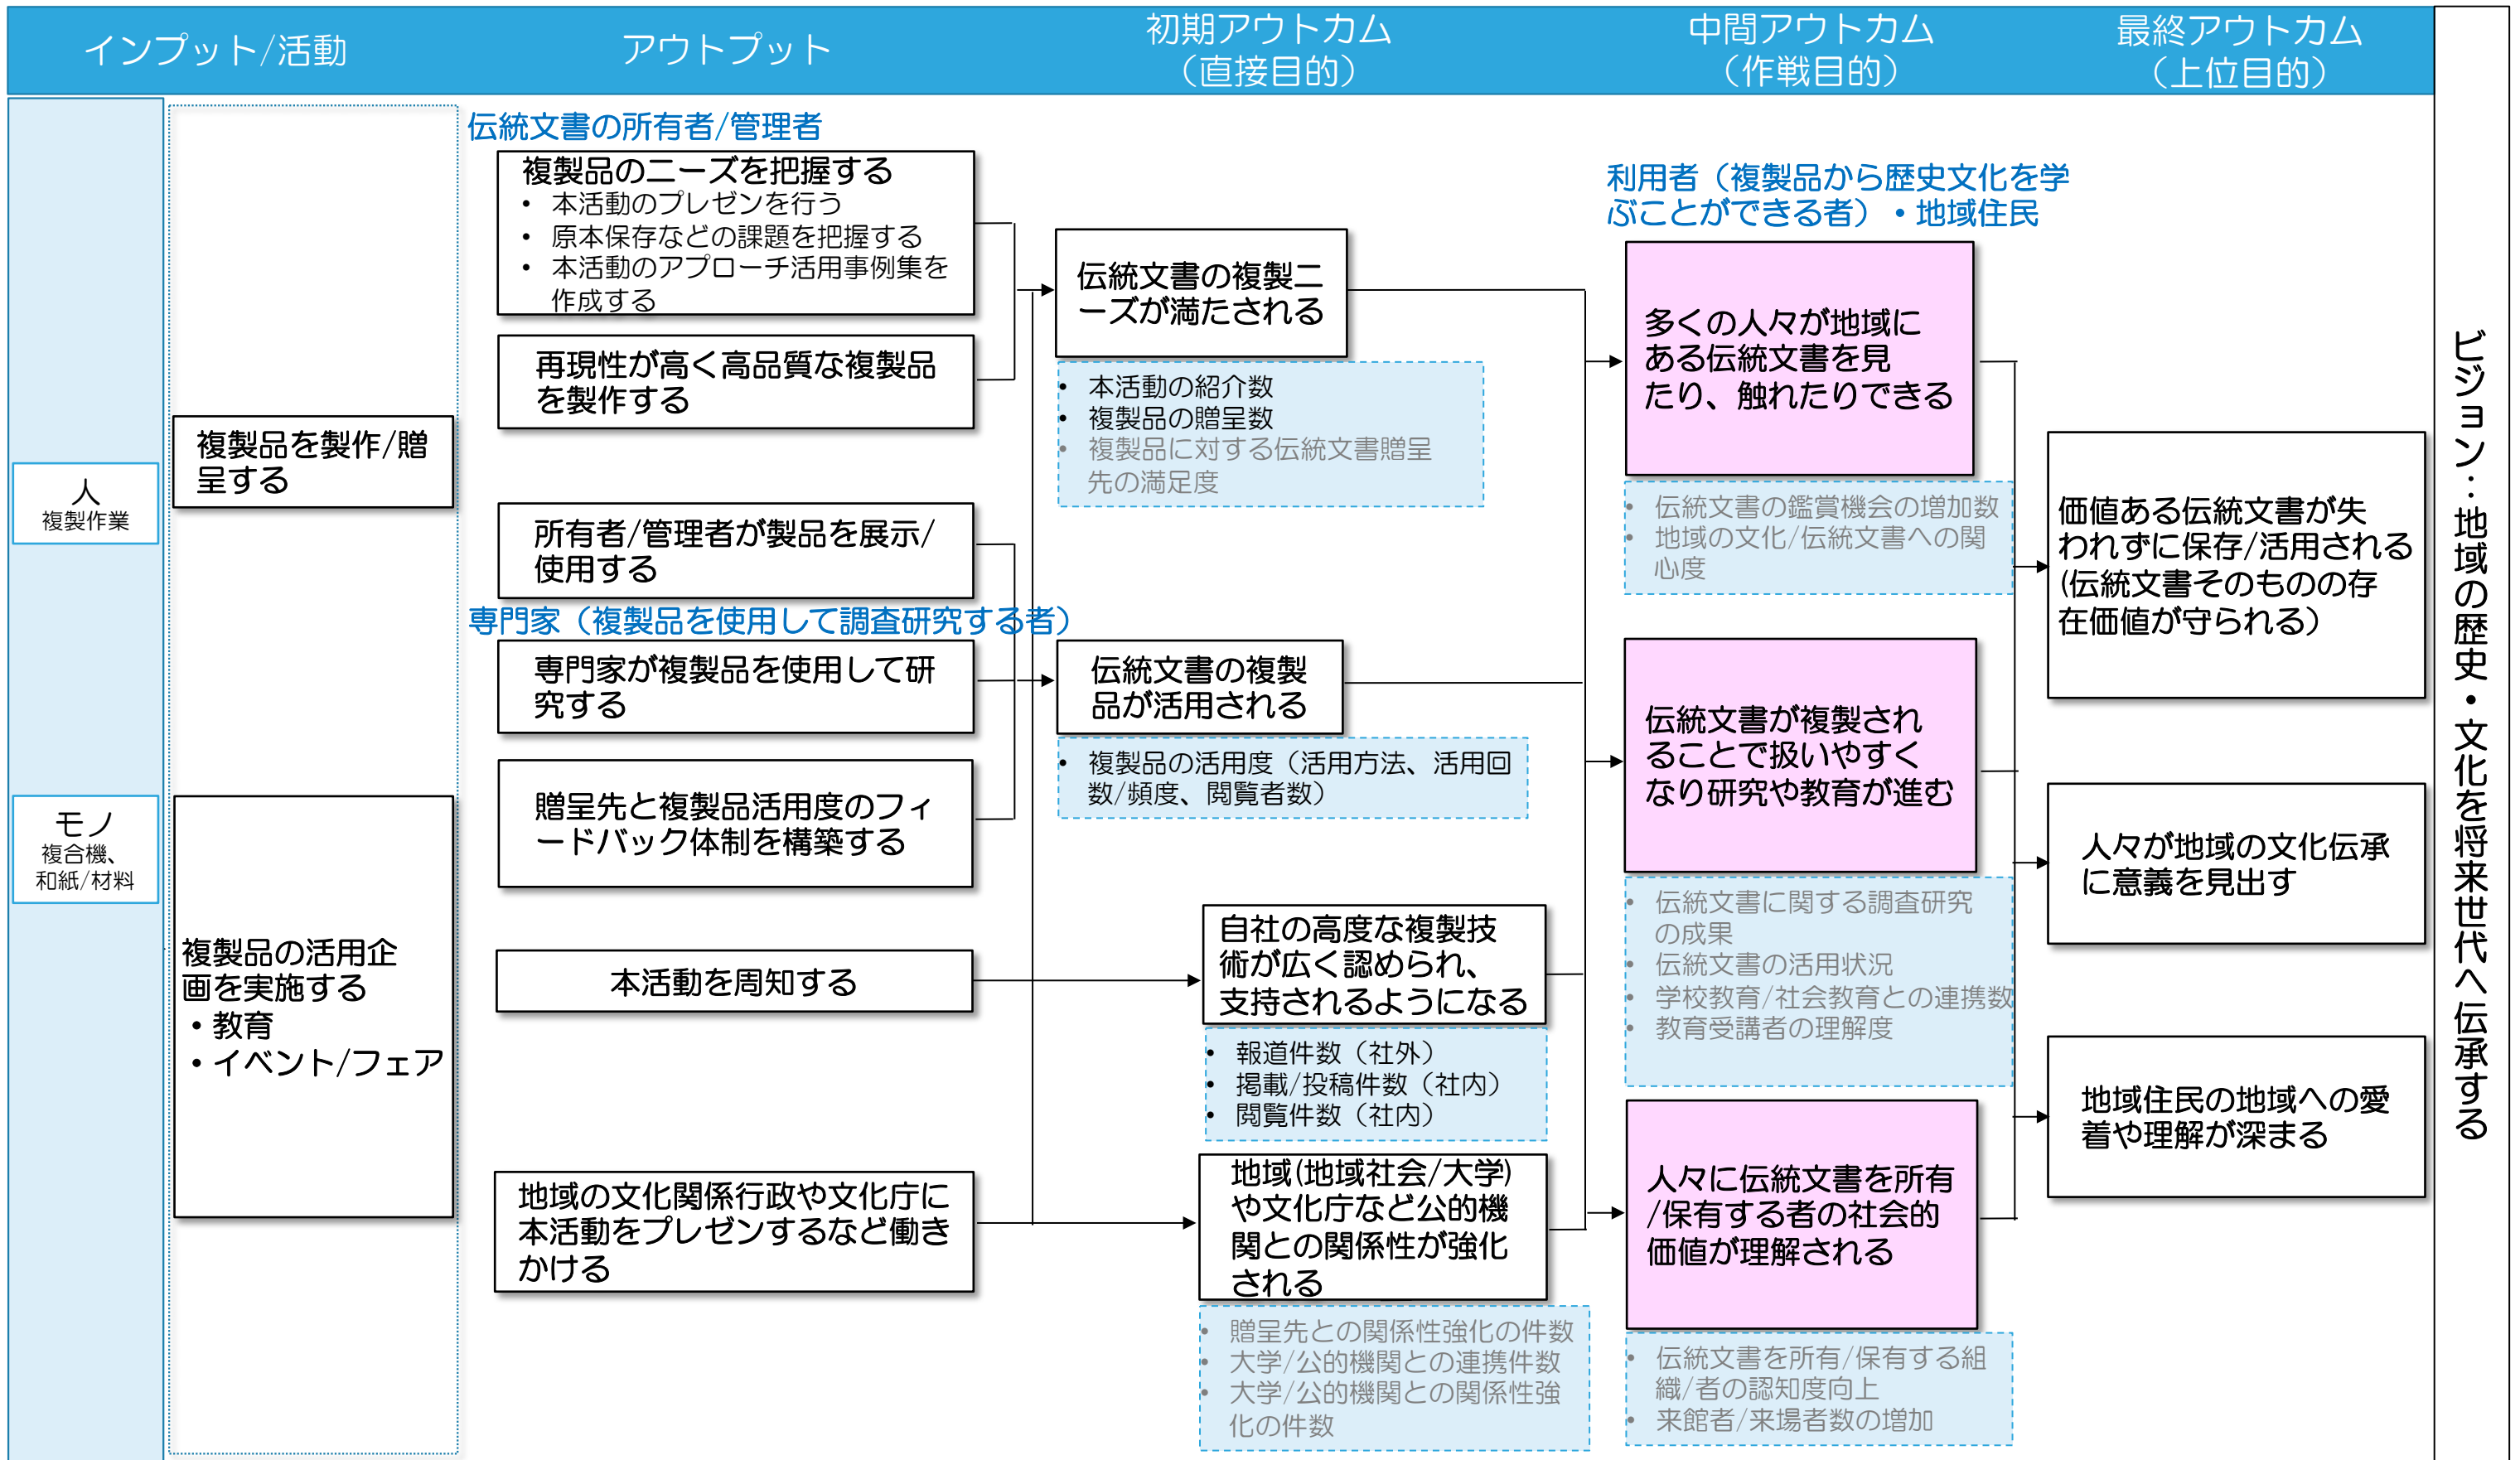 インプット/活動
アウトプット
初期アウトカム
（直接目的）
中間アウトカム
（作戦目的）
最終アウトカム
（上位目的）
人
複製作業
モノ
複合機、
和紙/材料
複製品を製作/贈
呈する
複製品の活用企
画を実施する
・教育
・イベント/フェア
伝統文書の所有者/管理者
複製品のニーズを把握する
• 本活動のプレゼンを行う
• 原本保存などの課題を把握する
• 本活動のアプローチ活用事例集を
作成する
再現性が高く高品質な複製品
を製作する
所有者/管理者が製品を展示/
使用する
専門家（複製品を使用して調査研究する者）
専門家が複製品を使用して研
究する
贈呈先と複製品活用度のフィ
ードバック体制を構築する
本活動を周知する
地域の文化関係行政や文化庁に
本活動をプレゼンするなど働き
かける
伝統文書の複製ニ
ーズが満たされる
• 本活動の紹介数
• 複製品の贈呈数
• 複製品に対する伝統文書贈呈
先の満足度
伝統文書の複製
品が活用される
• 複製品の活用度（活用方法、活用回
数/頻度、閲覧者数）
自社の高度な複製技
術が広く認められ、
支持されるようになる
• 報道件数（社外）
• 掲載/投稿件数（社内）
• 閲覧件数（社内）
地域(地域社会/大学)
や文化庁など公的機
関との関係性が強化
される
• 贈呈先との関係性強化の件数
• 大学/公的機関との連携件数
• 大学/公的機関との関係性強
化の件数
利用者（複製品から歴史文化を学
ぶことができる者）・地域住民
多くの人々が地域に
ある伝統文書を見
たり、触れたりできる
• 伝統文書の鑑賞機会の増加数
• 地域の文化/伝統文書への関
心度
伝統文書が複製され
ることで扱いやすく
なり研究や教育が進む
• 伝統文書に関する調査研究
の成果
• 伝統文書の活用状況
• 学校教育/社会教育との連携数
• 教育受講者の理解度
人々に伝統文書を所有
/保有する者の社会的
価値が理解される
• 伝統文書を所有/保有する組
織/者の認知度向上
• 来館者/来場者数の増加
価値ある伝統文書が失
われずに保存/活用される
(伝統文書そのものの存
在価値が守られる）
人々が地域の文化伝承
に意義を見出す
地域住民の地域への愛
着や理解が深まる
ビジョン：地域の歴史・文化を将来世代へ伝承する